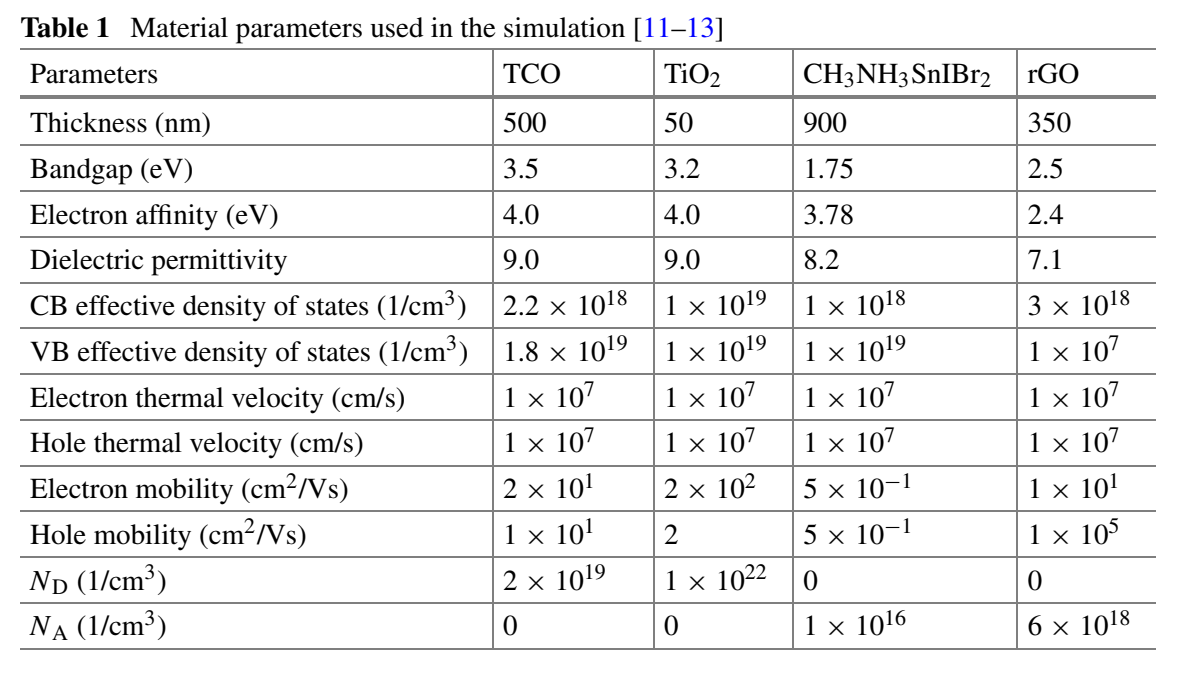 Table 1 Material parameters used in the simulation [11–13]
Parameters TCO TiO₂ CH₃NH₃SnIBr₂ rGO
Thickness (nm) 500 50 900 350
Bandgap (eV) 3.5 3.2 1.75 2.5
Electron affinity (eV) 4.0 4.0 3.78 2.4
Dielectric permittivity 9.0 9.0 8.2 7.1
CB effective density of states (1/cm³) 2.2 × 10¹⁸ 1 × 10¹⁹ 1 × 10¹⁸ 3 × 10¹⁸
VB effective density of states (1/cm³) 1.8 × 10¹⁹ 1 × 10¹⁹ 1 × 10¹⁹ 1 × 10⁷
Electron thermal velocity (cm/s) 1 × 10⁷ 1 × 10⁷ 1 × 10⁷ 1 × 10⁷
Hole thermal velocity (cm/s) 1 × 10⁷ 1 × 10⁷ 1 × 10⁷ 1 × 10⁷
Electron mobility (cm²/Vs) 2 × 10¹ 2 × 10² 5 × 10⁻¹ 1 × 10¹
Hole mobility (cm²/Vs) 1 × 10¹ 2 5 × 10⁻¹ 1 × 10⁵
N_D (1/cm³) 2 × 10¹⁹ 1 × 10²² 0 0
N_A (1/cm³) 0 0 1 × 10¹⁶ 6 × 10¹⁸